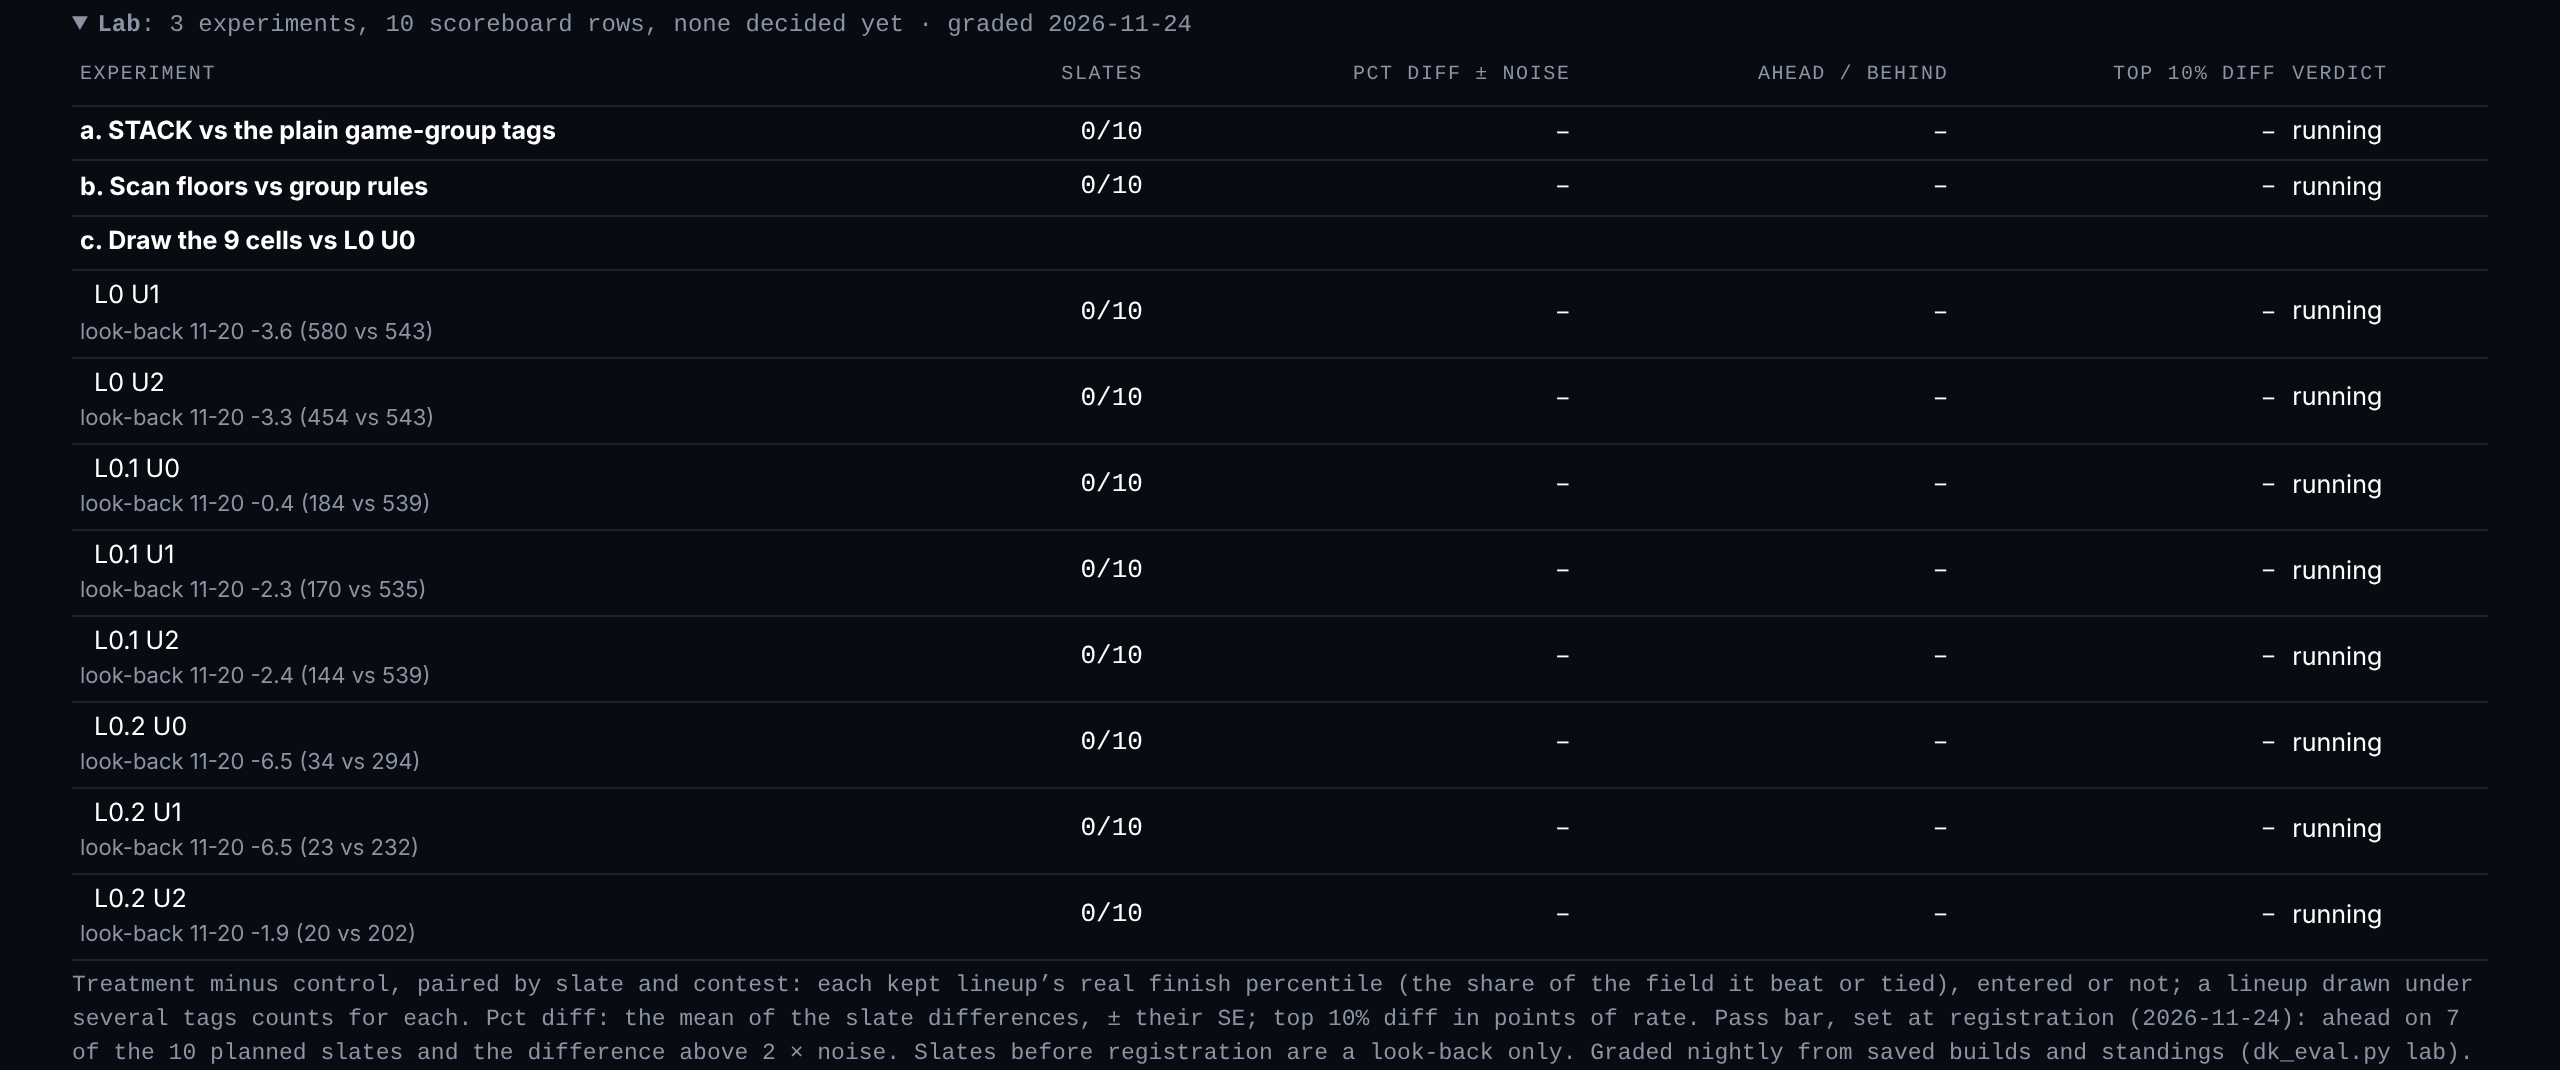 ▼ Lab: 3 experiments, 10 scoreboard rows, none decided yet · graded 2026-11-24
EXPERIMENT SLATES PCT DIFF ± NOISE AHEAD / BEHIND TOP 10% DIFF VERDICT
a. STACK vs the plain game-group tags 0/10 – – – running
b. Scan floors vs group rules 0/10 – – – running
c. Draw the 9 cells vs L0 U0
L0 U1
look-back 11-20 -3.6 (580 vs 543) 0/10 – – – running
L0 U2
look-back 11-20 -3.3 (454 vs 543) 0/10 – – – running
L0.1 U0
look-back 11-20 -0.4 (184 vs 539) 0/10 – – – running
L0.1 U1
look-back 11-20 -2.3 (170 vs 535) 0/10 – – – running
L0.1 U2
look-back 11-20 -2.4 (144 vs 539) 0/10 – – – running
L0.2 U0
look-back 11-20 -6.5 (34 vs 294) 0/10 – – – running
L0.2 U1
look-back 11-20 -6.5 (23 vs 232) 0/10 – – – running
L0.2 U2
look-back 11-20 -1.9 (20 vs 202) 0/10 – – – running
Treatment minus control, paired by slate and contest: each kept lineup’s real finish percentile (the share of the field it beat or tied), entered or not; a lineup drawn under
several tags counts for each. Pct diff: the mean of the slate differences, ± their SE; top 10% diff in points of rate. Pass bar, set at registration (2026-11-24): ahead on 7
of the 10 planned slates and the difference above 2 × noise. Slates before registration are a look-back only. Graded nightly from saved builds and standings (dk_eval.py lab).